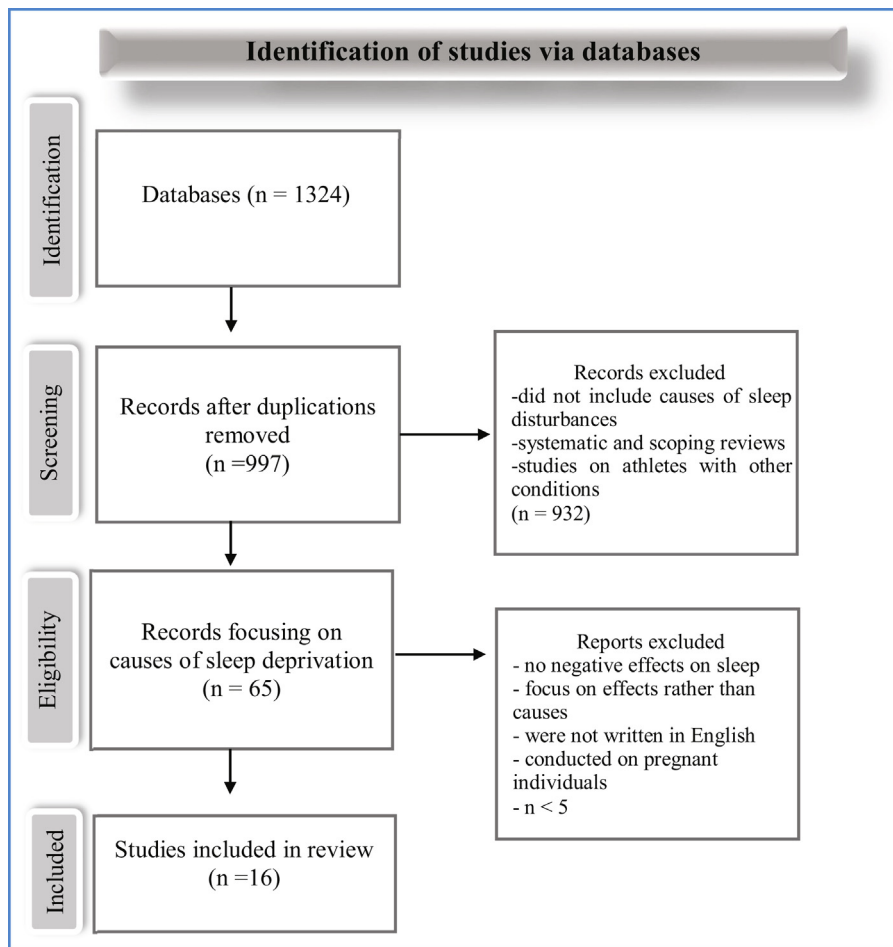 Identification of studies via databases
Identification
Databases (n = 1324)
Screening
Records after duplications
removed
(n =997)
Records excluded
-did not include causes of sleep
disturbances
-systematic and scoping reviews
-studies on athletes with other
conditions
(n = 932)
Eligibility
Records focusing on
causes of sleep deprivation
(n = 65)
Reports excluded
- no negative effects on sleep
- focus on effects rather than
causes
- were not written in English
- conducted on pregnant
individuals
- n < 5
Included
Studies included in review
(n =16)